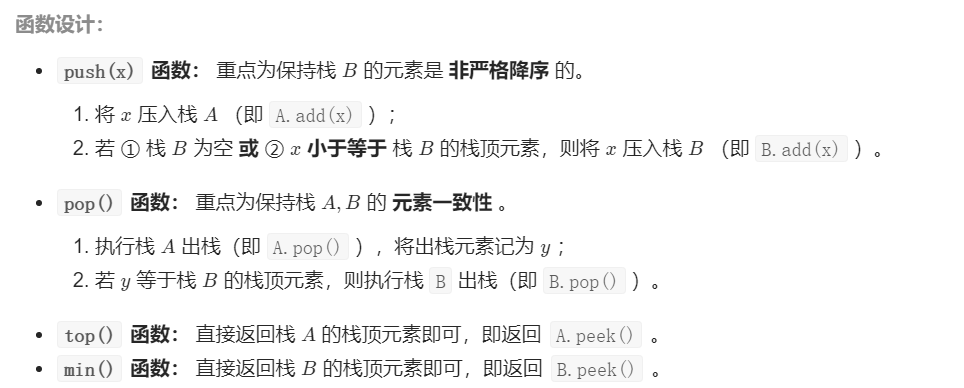 函数设计：
• push(x) 函数： 重点为保持栈 B 的元素是 非严格降序 的。
1. 将 x 压入栈 A （即 A.add(x) ）；
2. 若 ① 栈 B 为空 或 ② x 小于等于 栈 B 的栈顶元素，则将 x 压入栈 B （即 B.add(x) ）。
• pop() 函数： 重点为保持栈 A, B 的 元素一致性 。
1. 执行栈 A 出栈（即 A.pop() ），将出栈元素记为 y ；
2. 若 y 等于栈 B 的栈顶元素，则执行栈 B 出栈（即 B.pop() ）。
• top() 函数： 直接返回栈 A 的栈顶元素即可，即返回 A.peek() 。
• min() 函数： 直接返回栈 B 的栈顶元素即可，即返回 B.peek() 。